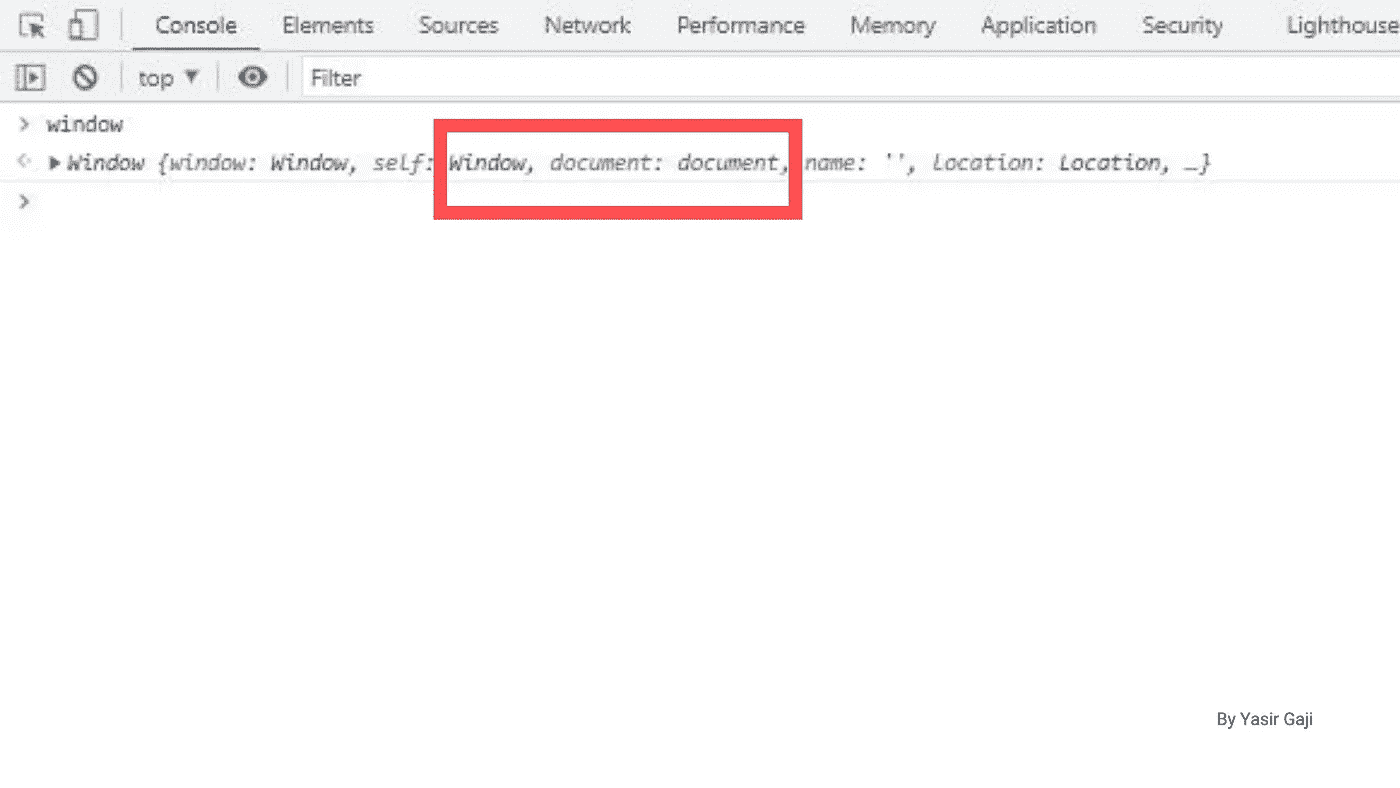 Console Elements Sources Network Performance Memory Application Security Lighthouse
top ▼ Filter
> window
Window {window: Window, self: Window, document: document, name: '', Location: Location, …}
>
By Yasir Gaji